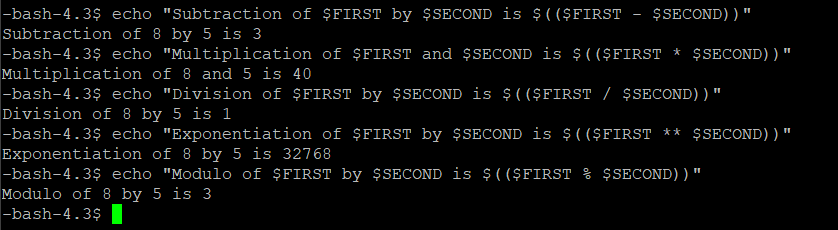 -bash-4.3$ echo "Subtraction of $FIRST by $SECOND is $(($FIRST - $SECOND))"
Subtraction of 8 by 5 is 3
-bash-4.3$ echo "Multiplication of $FIRST and $SECOND is $(($FIRST * $SECOND))"
Multiplication of 8 and 5 is 40
-bash-4.3$ echo "Division of $FIRST by $SECOND is $(($FIRST / $SECOND))"
Division of 8 by 5 is 1
-bash-4.3$ echo "Exponentiation of $FIRST by $SECOND is $(($FIRST ** $SECOND))"
Exponentiation of 8 by 5 is 32768
-bash-4.3$ echo "Modulo of $FIRST by $SECOND is $(($FIRST % $SECOND))"
Modulo of 8 by 5 is 3
-bash-4.3$